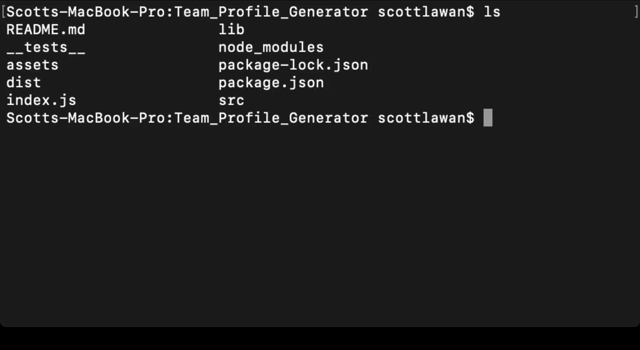 [Scotts-MacBook-Pro:Team_Profile_Generator scottlawan$ ls ]
README.md lib
__tests__ node_modules
assets package-lock.json
dist package.json
index.js src
Scotts-MacBook-Pro:Team_Profile_Generator scottlawan$